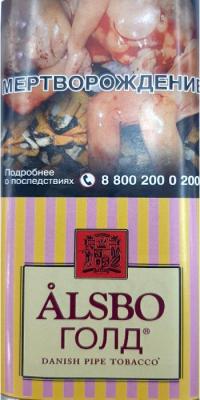 МЕРТВОРОЖДЕНИЕ
Подробнее
о последствиях
8 800 200 0 200
ÅLSBO
ГОЛД®
DANISH PIPE TOBACCO